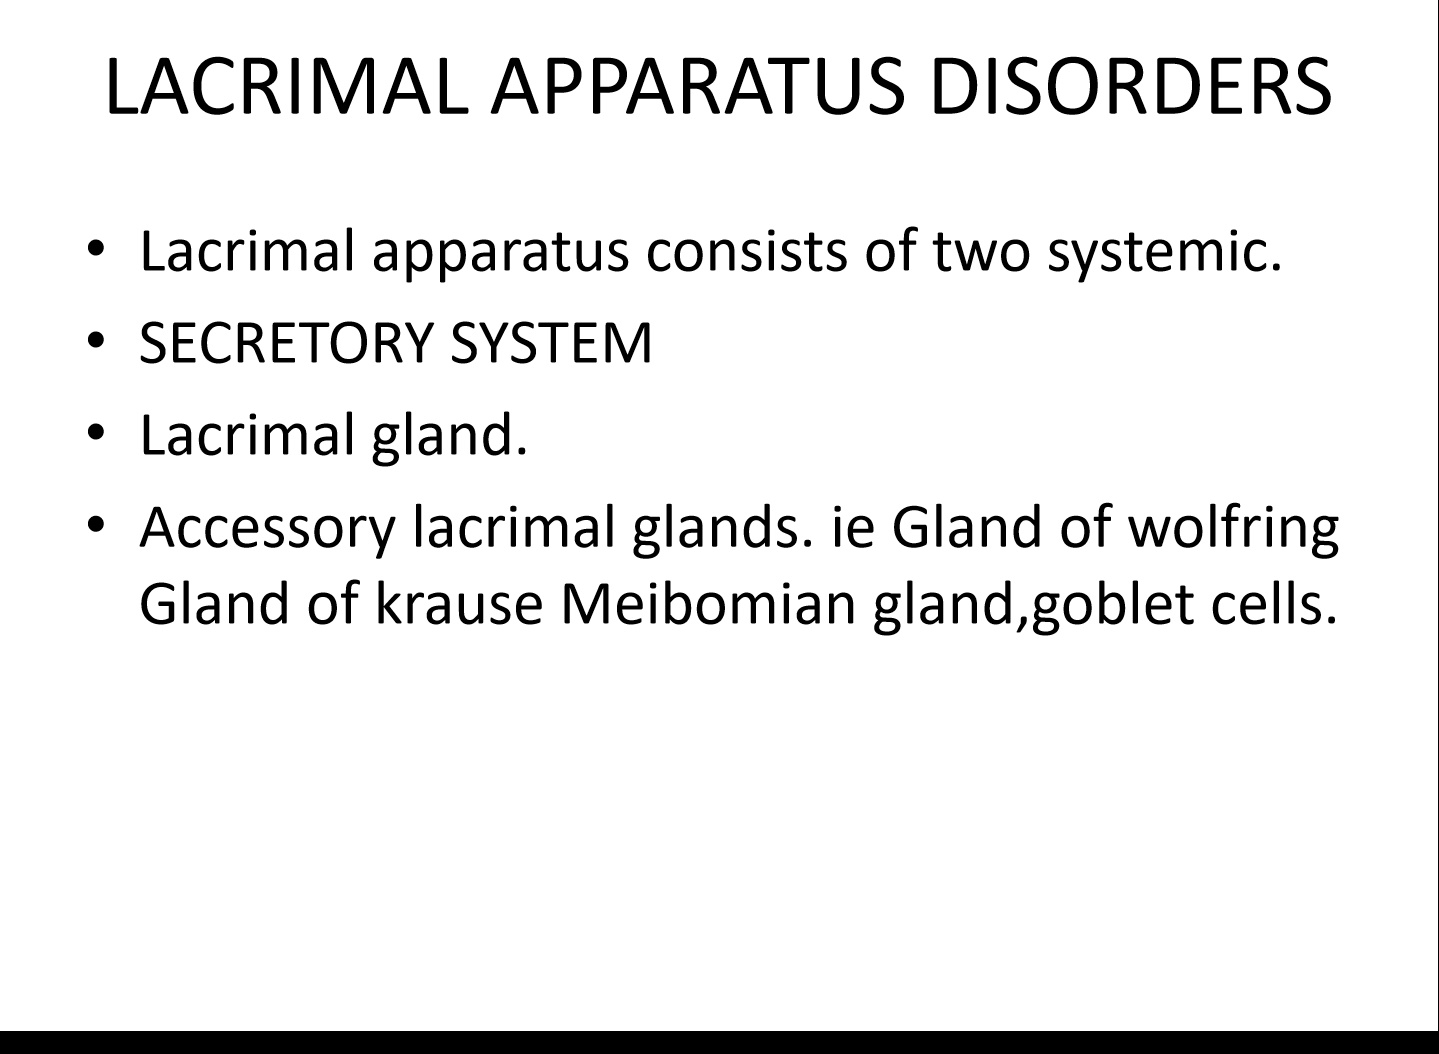 LACRIMAL APPARATUS DISORDERS
• Lacrimal apparatus consists of two systemic.
• SECRETORY SYSTEM
• Lacrimal gland.
• Accessory lacrimal glands. ie Gland of wolfring
Gland of krause Meibomian gland,goblet cells.